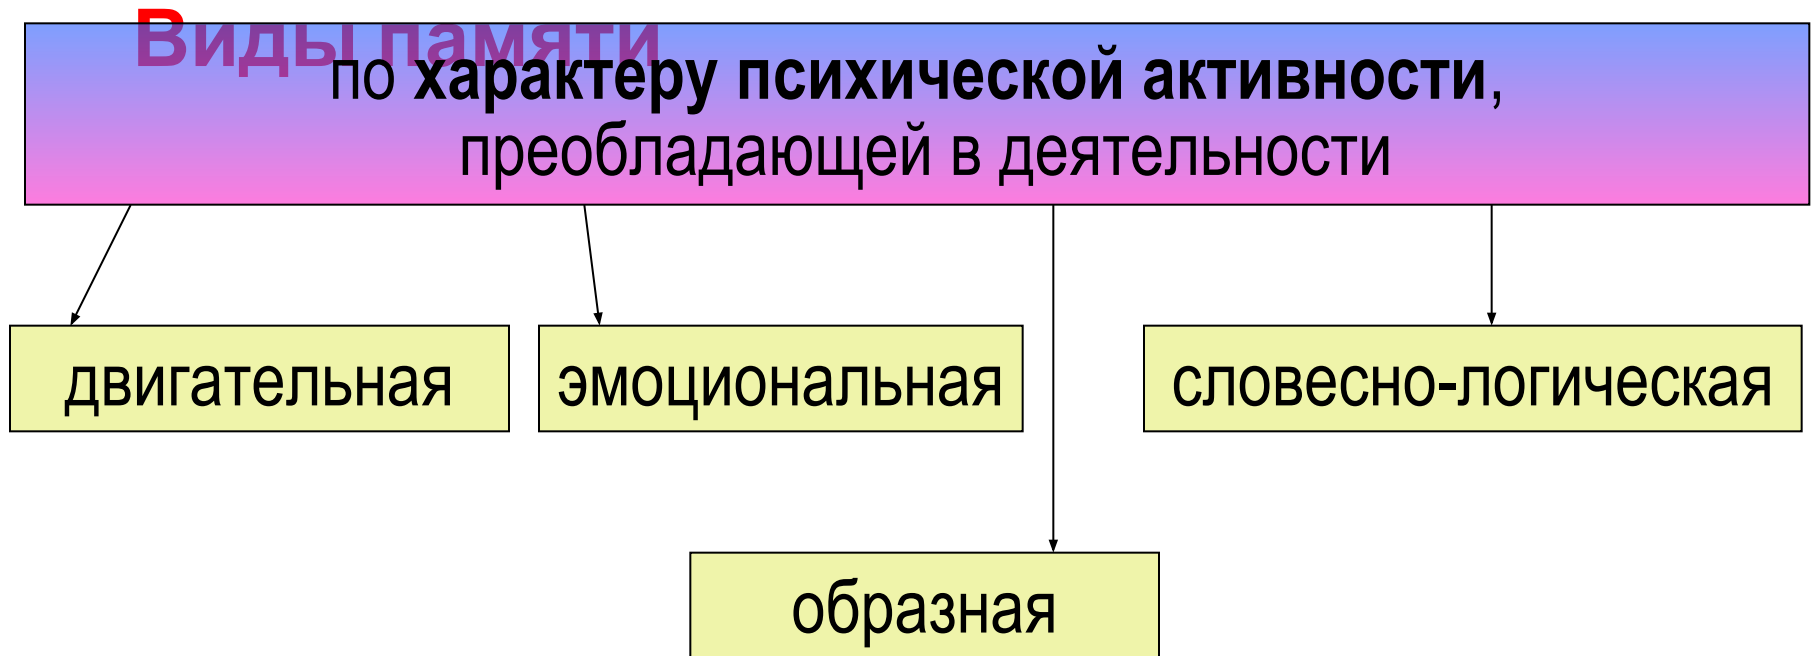 Виды памяти
по характеру психической активности,
преобладающей в деятельности
двигательная
эмоциональная
словесно-логическая
образная